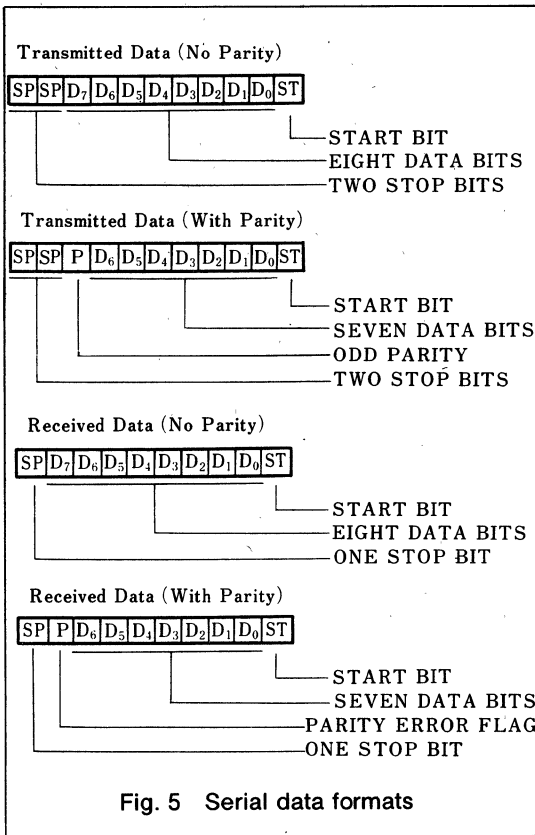 Transmitted Data (No Parity)
SP SP D₇ D₆ D₅ D₄ D₃ D₂ D₁ D₀ ST
START BIT
EIGHT DATA BITS
TWO STOP BITS
Transmitted Data (With Parity)
SP SP P D₆ D₅ D₄ D₃ D₂ D₁ D₀ ST
START BIT
SEVEN DATA BITS
ODD PARITY
TWO STOP BITS
Received Data (No Parity)
SP D₇ D₆ D₅ D₄ D₃ D₂ D₁ D₀ ST
START BIT
EIGHT DATA BITS
ONE STOP BIT
Received Data (With Parity)
SP P D₆ D₅ D₄ D₃ D₂ D₁ D₀ ST
START BIT
SEVEN DATA BITS
PARITY ERROR FLAG
ONE STOP BIT
Fig. 5 Serial data formats